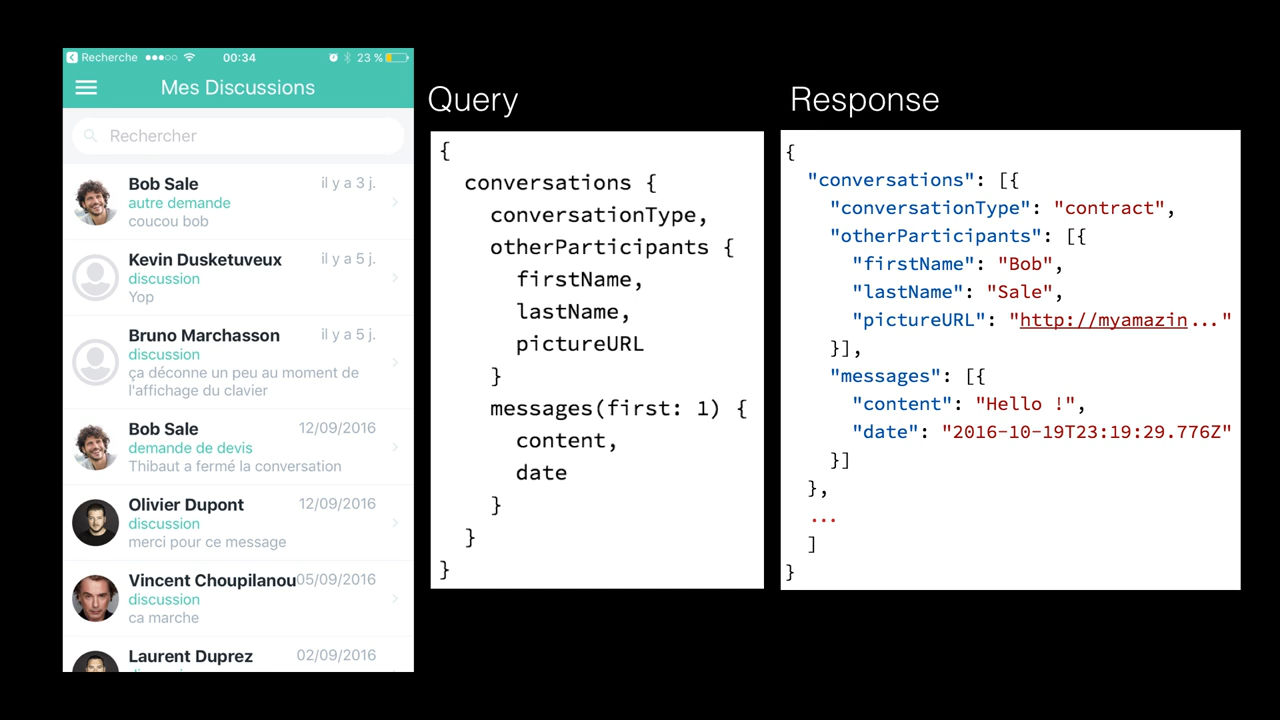 Recherche 00:34 23 %
Mes Discussions
Rechercher
Bob Sale il y a 3 j.
autre demande
coucou bob
Kevin Dusketuveux il y a 5 j.
discussion
Yop
Bruno Marchasson il y a 5 j.
discussion
ça déconne un peu au moment de
l'affichage du clavier
Bob Sale 12/09/2016
demande de devis
Thibaut a fermé la conversation
Olivier Dupont 12/09/2016
discussion
merci pour ce message
Vincent Choupilanou 05/09/2016
discussion
ca marche
Laurent Duprez 02/09/2016
Query
{
conversations {
conversationType,
otherParticipants {
firstName,
lastName,
pictureURL
}
messages(first: 1) {
content,
date
}
}
}
Response
{
"conversations": [{
"conversationType": "contract",
"otherParticipants": [{
"firstName": "Bob",
"lastName": "Sale",
"pictureURL": "http://myamazin..."
}],
"messages": [{
"content": "Hello !",
"date": "2016-10-19T23:19:29.776Z"
}]
},
...
]
}